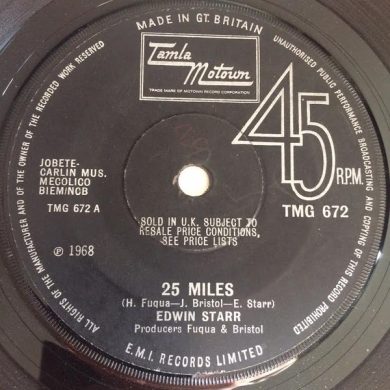 MADE IN GT. BRITAIN
UNAUTHORISED PUBLIC PERFORMANCE BROADCASTING AND COPYING OF THIS RECORD PROHIBITED
ALL RIGHTS OF THE MANUFACTURER AND OF THE OWNER OF THE RECORDED WORK RESERVED
Tamla
Motown
TRADE MARK OF MOTOWN RECORD CORPORATION
45
R.P.M.
JOBETE-
CARLIN MUS.
MECOLICO
BIEM/NCB
TMG 672 A
TMG 672
SOLD IN U.K. SUBJECT TO
RESALE PRICE CONDITIONS,
SEE PRICE LISTS
℗ 1968
25 MILES
(H. Fuqua—J. Bristol—E. Starr)
EDWIN STARR
Producers Fuqua & Bristol
E.M.I. RECORDS LIMITED